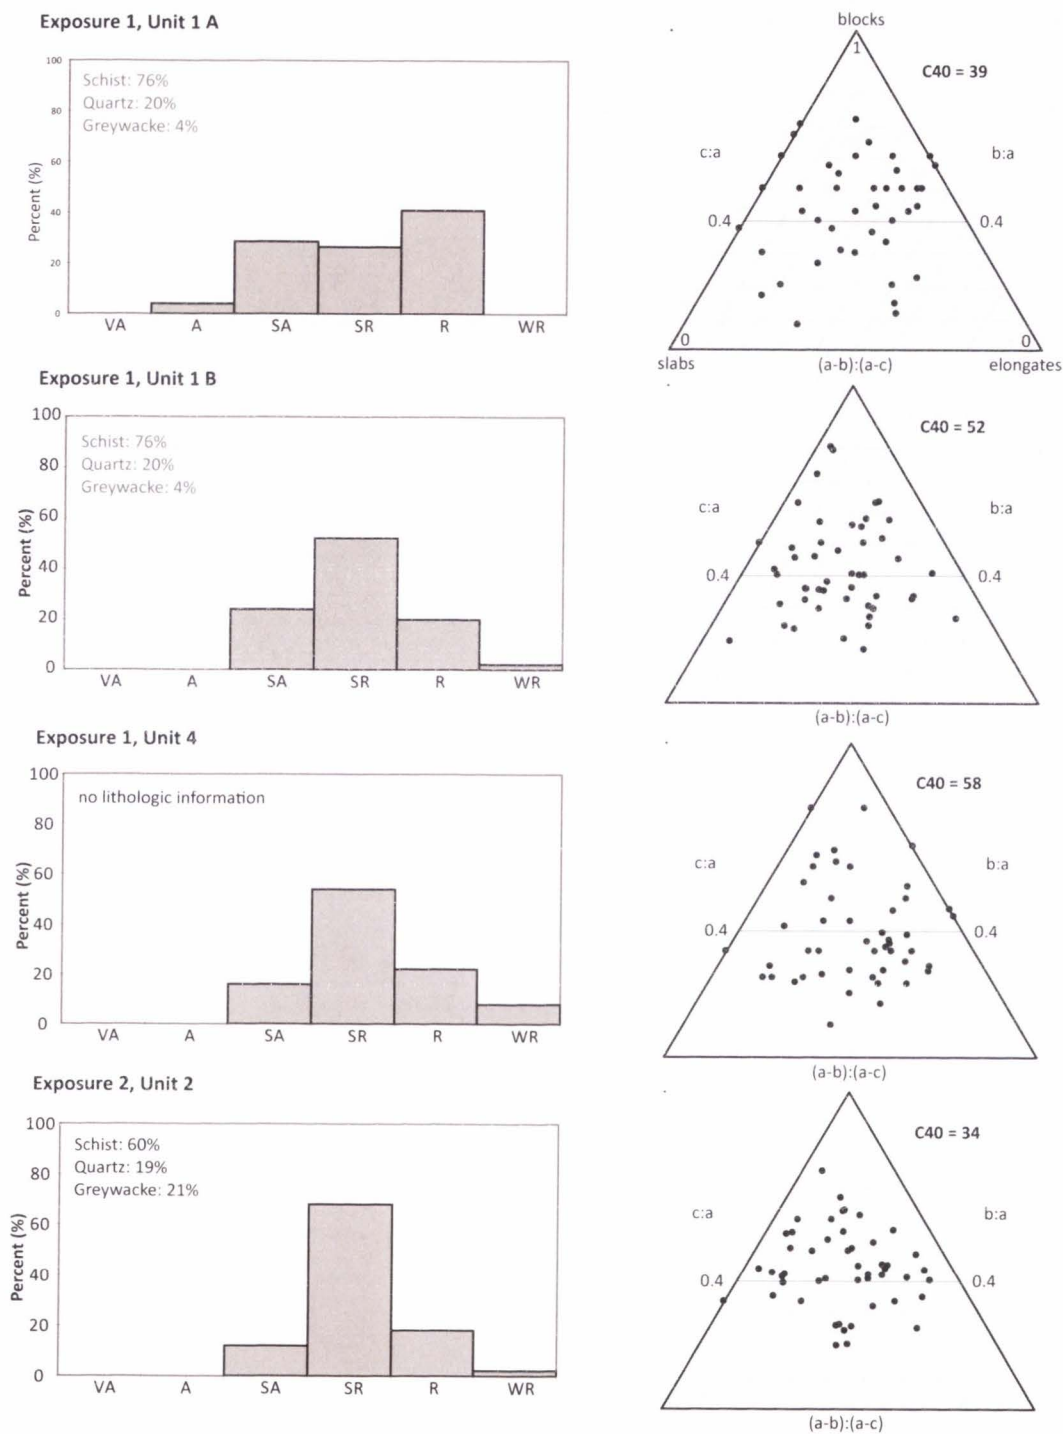 Exposure 1, Unit 1 A
Schist: 76%
Quartz: 20%
Greywacke: 4%
Percent (%)
100
80
60
40
20
0
VA A SA SR R WR
blocks
1
C40 = 39
c:a
b:a
0.4
0.4
0
0
slabs
(a-b):(a-c)
elongates
Exposure 1, Unit 1 B
Schist: 76%
Quartz: 20%
Greywacke: 4%
Percent (%)
100
80
60
40
20
0
VA A SA SR R WR
C40 = 52
c:a
b:a
0.4
0.4
(a-b):(a-c)
Exposure 1, Unit 4
no lithologic information
Percent (%)
100
80
60
40
20
0
VA A SA SR R WR
C40 = 58
c:a
b:a
0.4
0.4
(a-b):(a-c)
Exposure 2, Unit 2
Schist: 60%
Quartz: 19%
Greywacke: 21%
Percent (%)
100
80
60
40
20
0
VA A SA SR R WR
C40 = 34
c:a
b:a
0.4
0.4
(a-b):(a-c)